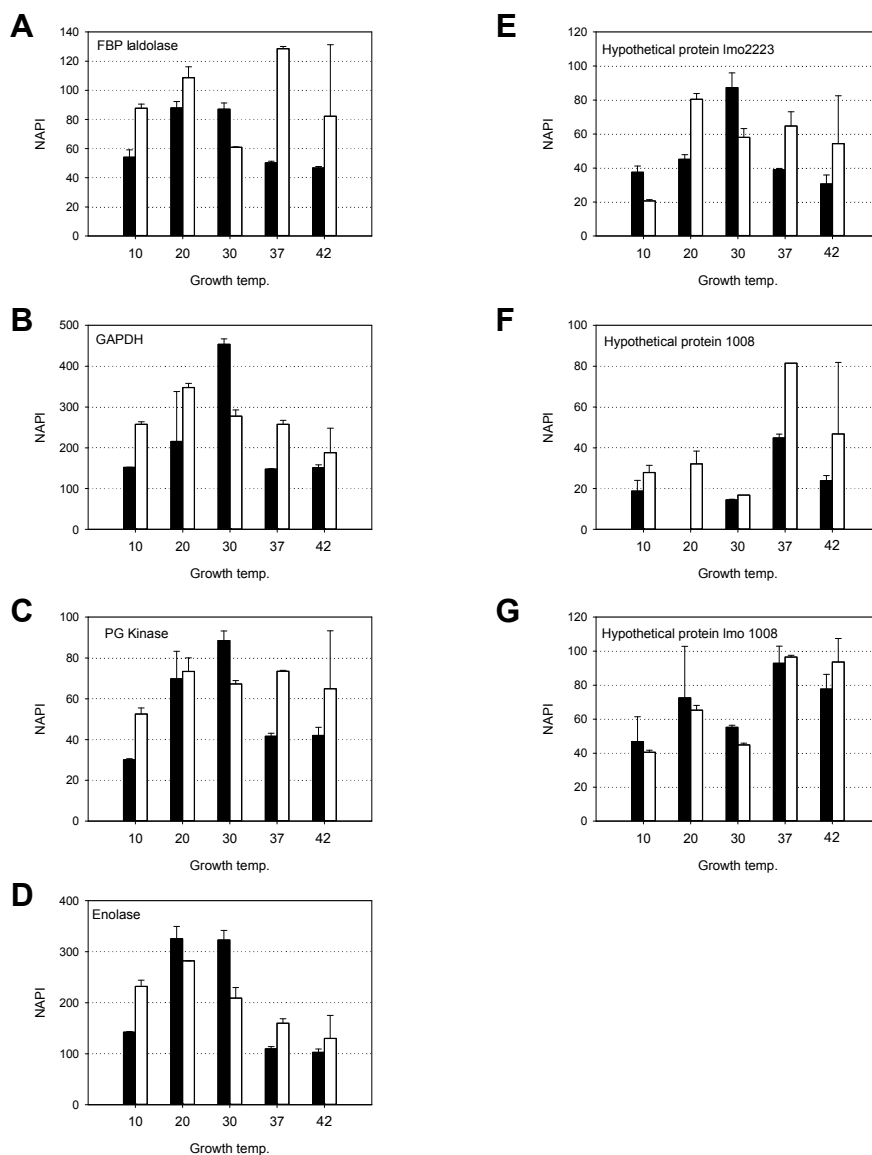 A
FBP Ialdolase
140
120
100
80
60
40
20
0
NAPI
10 20 30 37 42
Growth temp.
B
GAPDH
500
400
300
200
100
0
NAPI
10 20 30 37 42
Growth temp.
C
PG Kinase
100
80
60
40
20
0
NAPI
10 20 30 37 42
Growth temp.
D
Enolase
400
300
200
100
0
NAPI
10 20 30 37 42
Growth temp.
E
Hypothetical protein lmo2223
120
100
80
60
40
20
0
NAPI
10 20 30 37 42
Growth temp.
F
Hypothetical protein 1008
100
80
60
40
20
0
NAPI
10 20 30 37 42
Growth temp.
G
Hypothetical protein lmo 1008
120
100
80
60
40
20
0
NAPI
10 20 30 37 42
Growth temp.